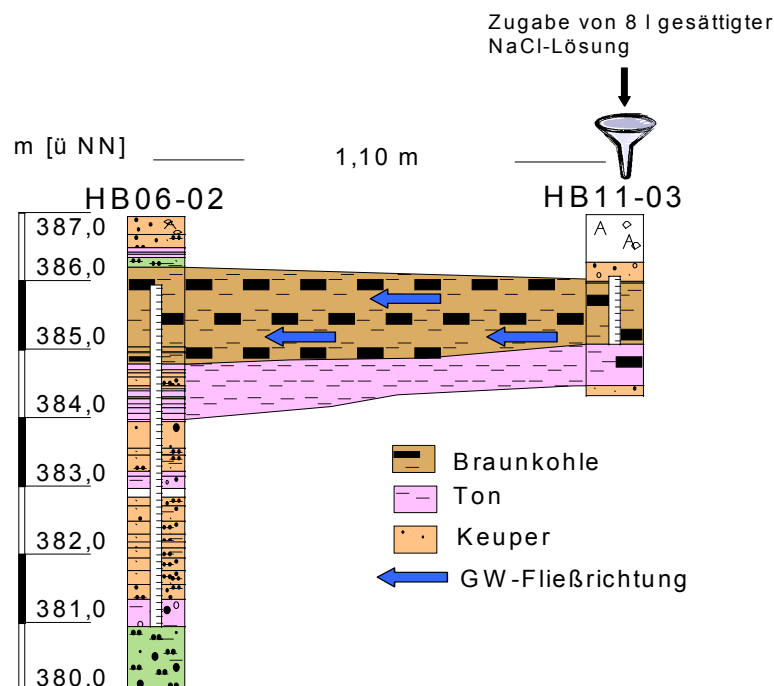 Zugabe von 8 l gesättigter
NaCl-Lösung
m [ü NN]
1,10 m
HB06-02
HB11-03
387,0
386,0
385,0
384,0
383,0
382,0
381,0
380,0
A
A
A
Braunkohle
Ton
Keuper
GW-Fließrichtung